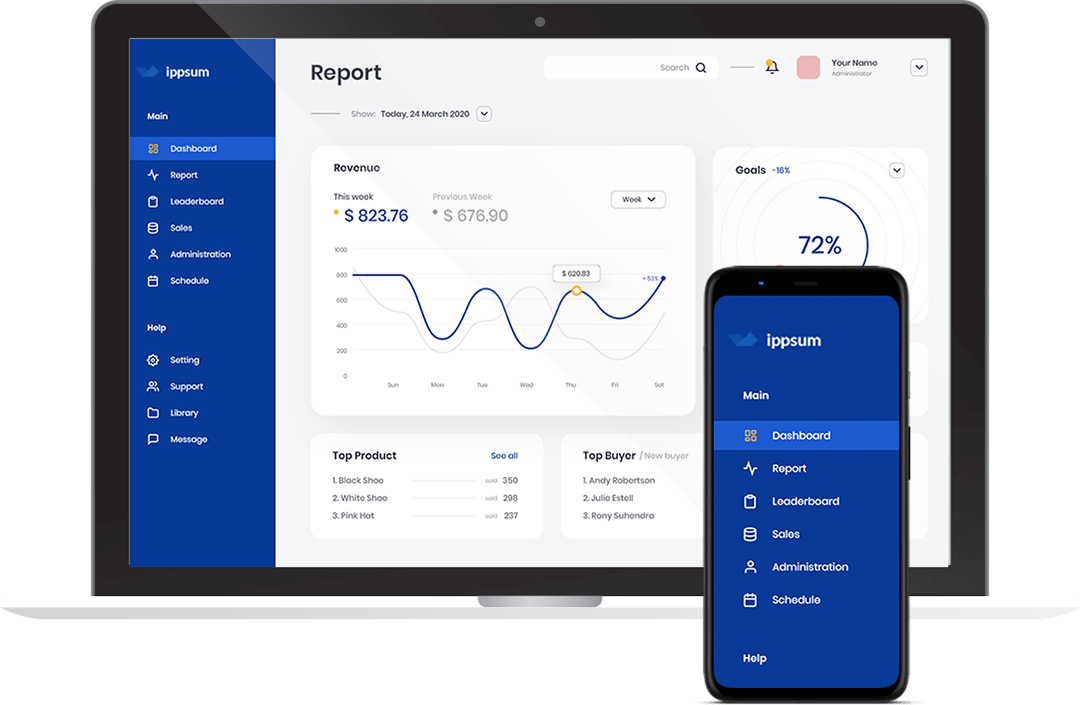 ippsum
Main
Dashboard
Report
Leaderboard
Sales
Administration
Schedule
Help
Setting
Support
Library
Message
Report
Search
Your Name
Administrator
Show: Today, 24 March 2020
Revenue
This week
$ 823.76
Previous Week
$ 676.90
Week
1000
800
600
400
200
0
$ 620.83
+ 53%
Sun Mon Tue Wed Thu Fri Sat
Goals -16%
72%
Top Product See all
1. Black Shoe sold 350
2. White Shoe sold 298
3. Pink Hat sold 237
Top Buyer / New buyer
1. Andy Robertson
2. Julio Estell
3. Rony Suhendra
ippsum
Main
Dashboard
Report
Leaderboard
Sales
Administration
Schedule
Help